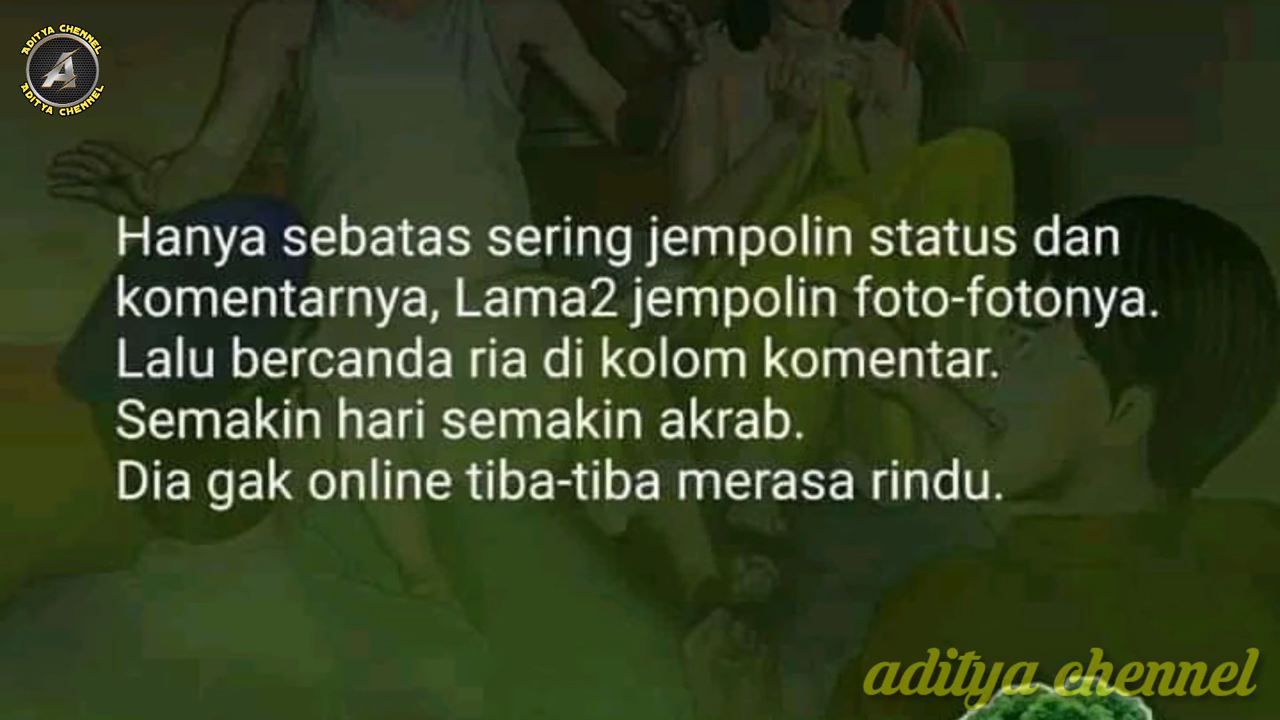 ADITYA CHENNEL
A
ADITYA CHENNEL
Hanya sebatas sering jempolin status dan
komentarnya, Lama2 jempolin foto-fotonya.
Lalu bercanda ria di kolom komentar.
Semakin hari semakin akrab.
Dia gak online tiba-tiba merasa rindu.
aditya chennel